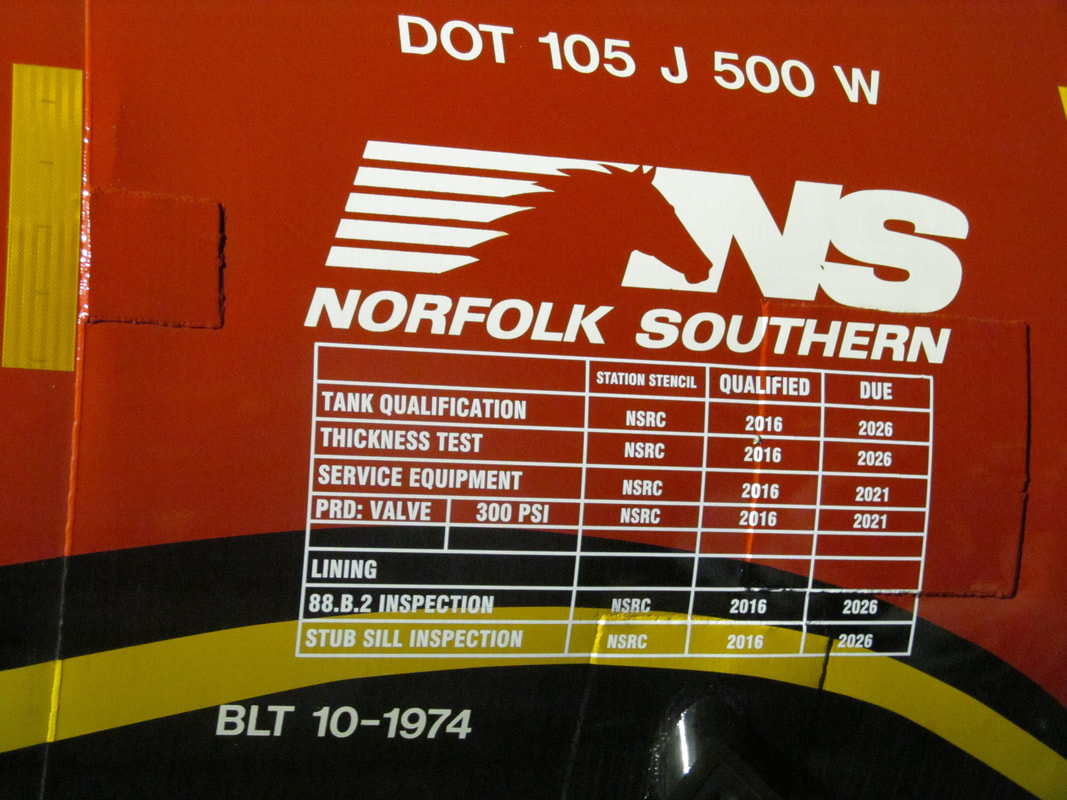 DOT 105 J 500 W
NS
NORFOLK SOUTHERN
STATION STENCIL QUALIFIED DUE
TANK QUALIFICATION NSRC 2016 2026
THICKNESS TEST NSRC 2016 2026
SERVICE EQUIPMENT NSRC 2016 2021
PRD: VALVE 300 PSI NSRC 2016 2021
LINING
88.B.2 INSPECTION NSRC 2016 2026
STUB SILL INSPECTION NSRC 2016 2026
BLT 10-1974